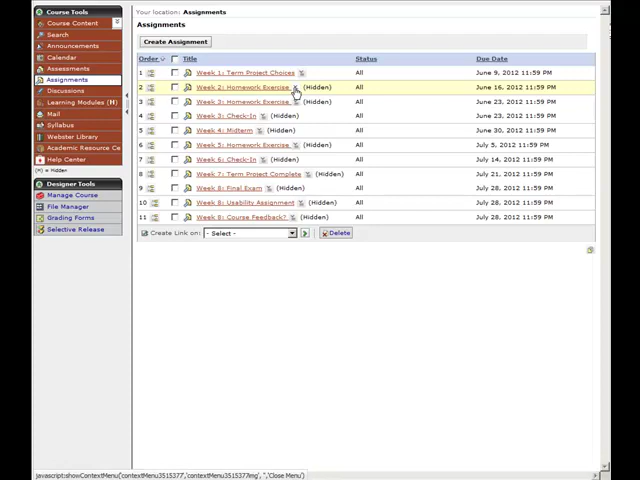 Course Tools
Your location: Assignments
Course Content
Assignments
Search
Announcements
Create Assignment
Calendar
Order Title Status Due Date
Assessments
1 Week 1: Term Project Choices All June 9, 2012 11:59 PM
Assignments
2 Week 2: Homework Exercise (Hidden) All June 16, 2012 11:59 PM
Discussions
3 Week 3: Homework Exercise (Hidden) All June 23, 2012 11:59 PM
Learning Modules (H)
Mail
4 Week 3: Check-In (Hidden) All June 23, 2012 11:59 PM
Syllabus
5 Week 4: Midterm (Hidden) All June 30, 2012 11:59 PM
Webster Library
6 Week 5: Homework Exercise (Hidden) All July 5, 2012 11:59 PM
Academic Resource Ce
Help Center
7 Week 6: Check-In (Hidden) All July 14, 2012 11:59 PM
(H) = Hidden
8 Week 7: Term Project Complete (Hidden) All July 21, 2012 11:59 PM
Designer Tools
9 Week 8: Final Exam (Hidden) All July 28, 2012 11:59 PM
Manage Course
10 Week 8: Usability Assignment (Hidden) All July 28, 2012 11:59 PM
File Manager
11 Week 8: Course Feedback? (Hidden) All July 28, 2012 11:59 PM
Grading Forms
Selective Release
Create Link on: - Select - Delete
javascript:showContextMenu('contextMenu3515377','contextMenu3515377Img', '','Close Menu')